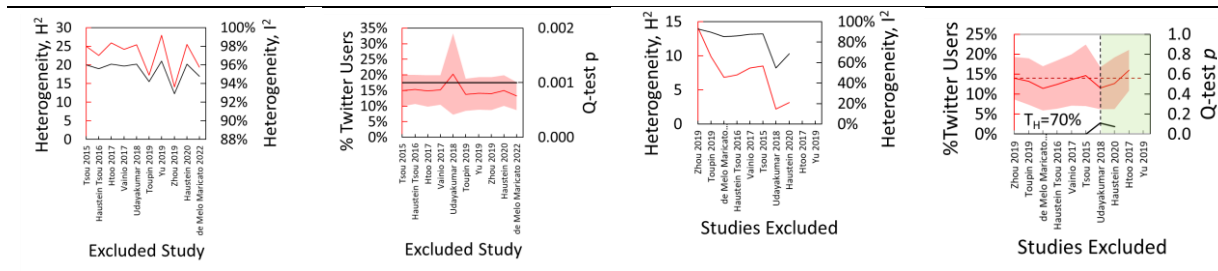 Heterogeneity, H²
30
25
20
15
10
5
0
100%
98%
96%
94%
92%
90%
88%
Heterogeneity, I²
Tsou 2015
Haustein Tsou 2016
Htoo 2017
Vainio 2017
Udayakumar 2018
Toupin 2019
Yu 2019
Zhou 2019
Haustein 2020
de Melo Maricato 2022
Excluded Study
% Twitter Users
35%
30%
25%
20%
15%
10%
5%
0%
0.002
0.001
0.000
Q-test p
Tsou 2015
Haustein Tsou 2016
Htoo 2017
Vainio 2017
Udayakumar 2018
Toupin 2019
Yu 2019
Zhou 2019
Haustein 2020
de Melo Maricato 2022
Excluded Study
Heterogeneity, H²
15
10
5
0
100%
80%
60%
40%
20%
0%
Heterogeneity, I²
Zhou 2019
Toupin 2019
de Melo Maricato...
Haustein Tsou 2016
Vainio 2017
Tsou 2015
Udayakumar 2018
Haustein 2020
Htoo 2017
Yu 2019
Studies Excluded
%Twitter Users
25%
20%
15%
10%
5%
0%
T_H=70%
1.0
0.8
0.6
0.4
0.2
0.0
Q-test p
Zhou 2019
Toupin 2019
de Melo Maricato...
Haustein Tsou 2016
Vainio 2017
Tsou 2015
Udayakumar 2018
Haustein 2020
Htoo 2017
Yu 2019
Studies Excluded